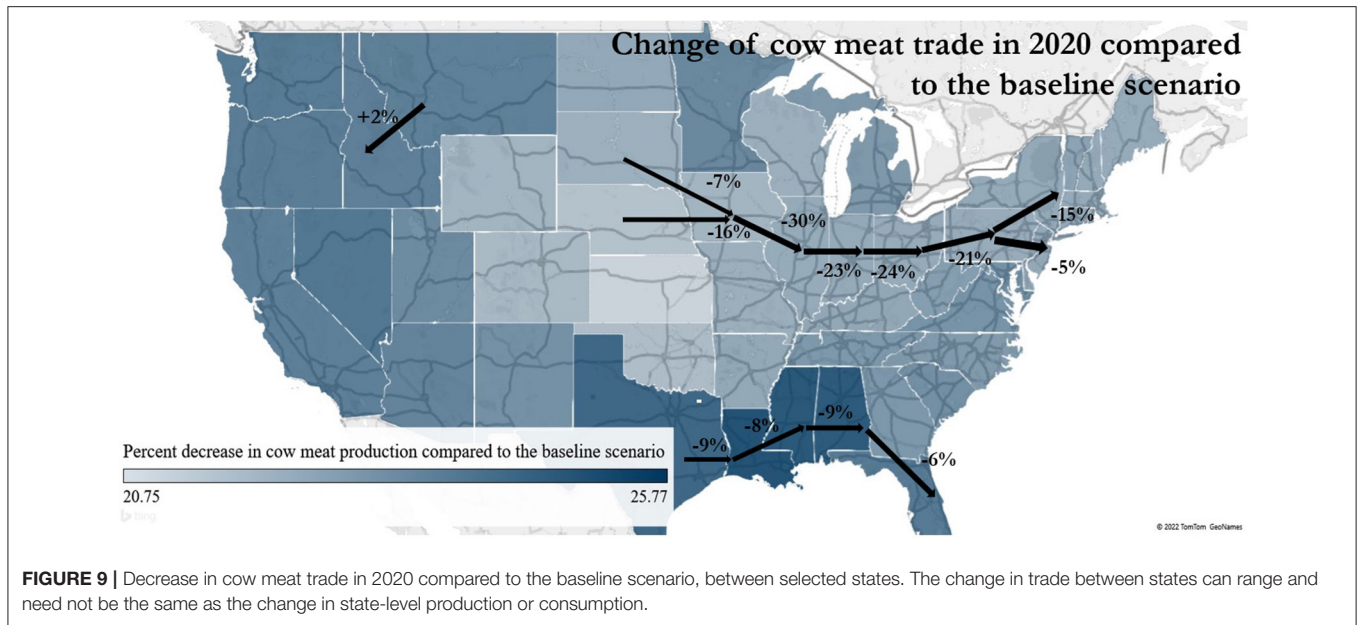 Change of cow meat trade in 2020 compared
to the baseline scenario
+2%
-7%
-16%
-30%
-23%
-24%
-21%
-15%
-5%
-9%
-8%
-9%
-6%
Percent decrease in cow meat production compared to the baseline scenario
20.75 25.77
bing
© 2022 TomTom GeoNames
FIGURE 9 | Decrease in cow meat trade in 2020 compared to the baseline scenario, between selected states. The change in trade between states can range and
need not be the same as the change in state-level production or consumption.